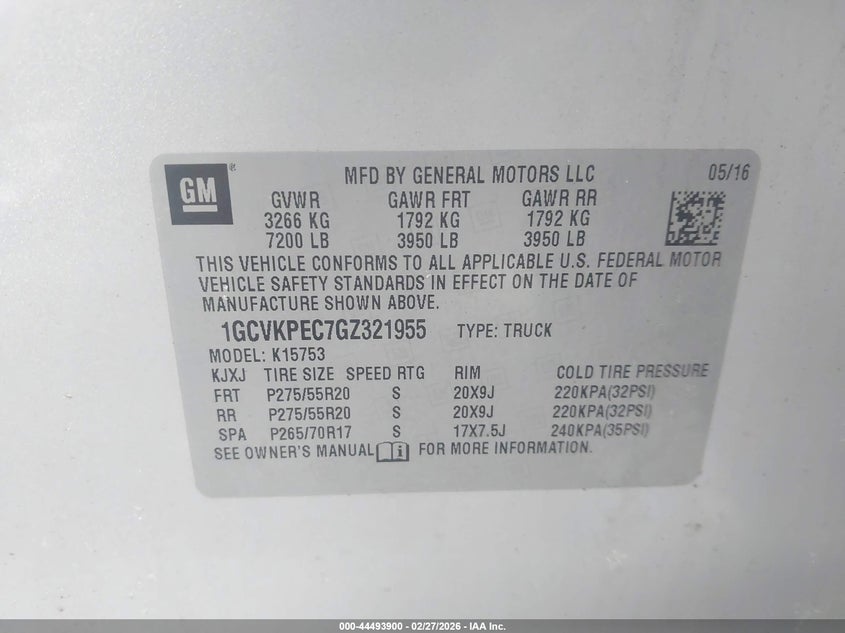 GM
MFD BY GENERAL MOTORS LLC 05/16
GVWR GAWR FRT GAWR RR
3266 KG 1792 KG 1792 KG
7200 LB 3950 LB 3950 LB
THIS VEHICLE CONFORMS TO ALL APPLICABLE U.S. FEDERAL MOTOR
VEHICLE SAFETY STANDARDS IN EFFECT ON THE DATE OF
MANUFACTURE SHOWN ABOVE.
1GCVKPEC7GZ321955 TYPE: TRUCK
MODEL: K15753
KJXJ TIRE SIZE SPEED RTG RIM COLD TIRE PRESSURE
FRT P275/55R20 S 20X9J 220KPA(32PSI)
RR P275/55R20 S 20X9J 220KPA(32PSI)
SPA P265/70R17 S 17X7.5J 240KPA(35PSI)
SEE OWNER'S MANUAL FOR MORE INFORMATION.
000-44493900 - 02/27/2026 - IAA Inc.